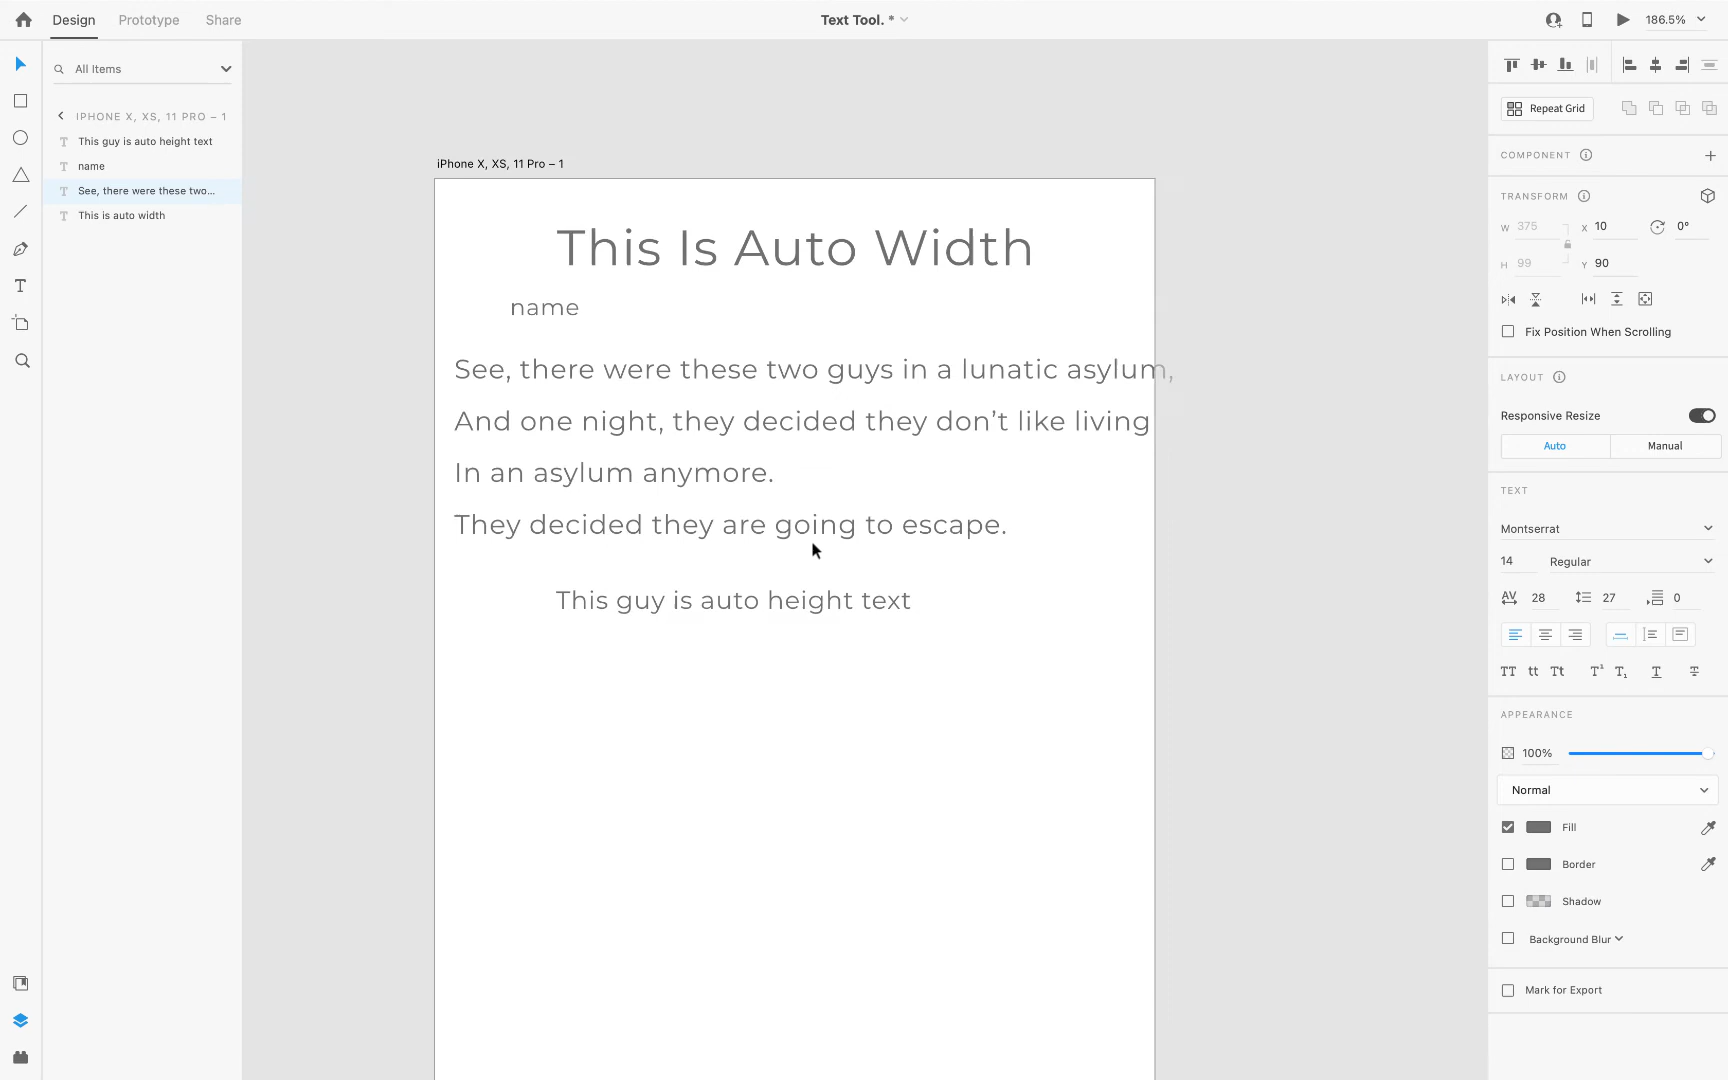 Design
Prototype
Share
Text Tool. *
186.5%
All Items
IPHONE X, XS, 11 PRO – 1
T This guy is auto height text
T name
T See, there were these two...
T This is auto width
T
iPhone X, XS, 11 Pro – 1
This Is Auto Width
name
See, there were these two guys in a lunatic asylum,
And one night, they decided they don’t like living
In an asylum anymore.
They decided they are going to escape.
This guy is auto height text
Repeat Grid
COMPONENT
TRANSFORM
W 375 X 10 0°
H 99 Y 90
Fix Position When Scrolling
LAYOUT
Responsive Resize
Auto Manual
TEXT
Montserrat
14 Regular
AV 28 27 0
TT tt Tt T¹ T₁ T T
APPEARANCE
100%
Normal
Fill
Border
Shadow
Background Blur
Mark for Export